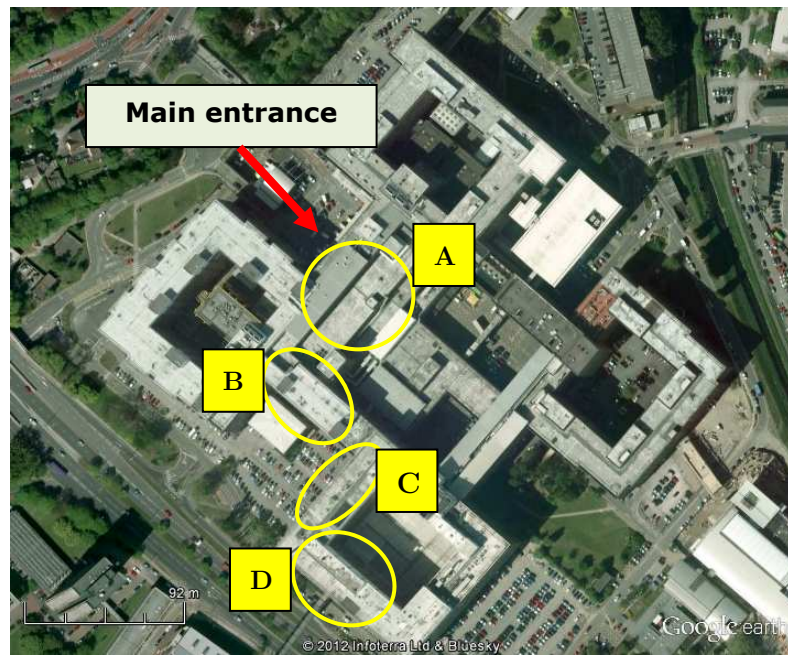 Main entrance
A
B
C
D
92 m
Google earth
© 2012 Infoterra Ltd & Bluesky